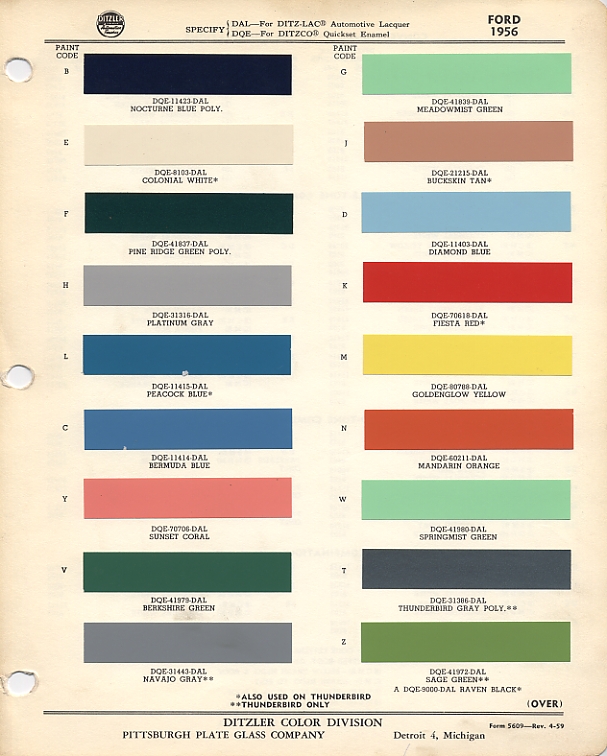 DITZLER
SPECIFY { DAL—For DITZ-LAC® Automotive Lacquer
DQE—For DITZCO® Quickset Enamel
FORD
1956
PAINT
CODE
B
DQE-11423-DAL
NOCTURNE BLUE POLY.
E
DQE-8103-DAL
COLONIAL WHITE*
F
DQE-41837-DAL
PINE RIDGE GREEN POLY.
H
DQE-31316-DAL
PLATINUM GRAY
L
DQE-11415-DAL
PEACOCK BLUE*
C
DQE-11414-DAL
BERMUDA BLUE
Y
DQE-70706-DAL
SUNSET CORAL
V
DQE-41979-DAL
BERKSHIRE GREEN
DQE-31443-DAL
NAVAJO GRAY**
PAINT
CODE
G
DQE-41839-DAL
MEADOWMIST GREEN
J
DQE-21215-DAL
BUCKSKIN TAN*
D
DQE-11403-DAL
DIAMOND BLUE
K
DQE-70618-DAL
FIESTA RED*
M
DQE-80788-DAL
GOLDENGLOW YELLOW
N
DQE-60211-DAL
MANDARIN ORANGE
W
DQE-41980-DAL
SPRINGMIST GREEN
T
DQE-31386-DAL
THUNDERBIRD GRAY POLY.**
Z
DQE-41972-DAL
SAGE GREEN**
A DQE-9000-DAL RAVEN BLACK*
*ALSO USED ON THUNDERBIRD
**THUNDERBIRD ONLY
(OVER)
DITZLER COLOR DIVISION
Form 5609—Rev. 4-59
PITTSBURGH PLATE GLASS COMPANY
Detroit 4, Michigan